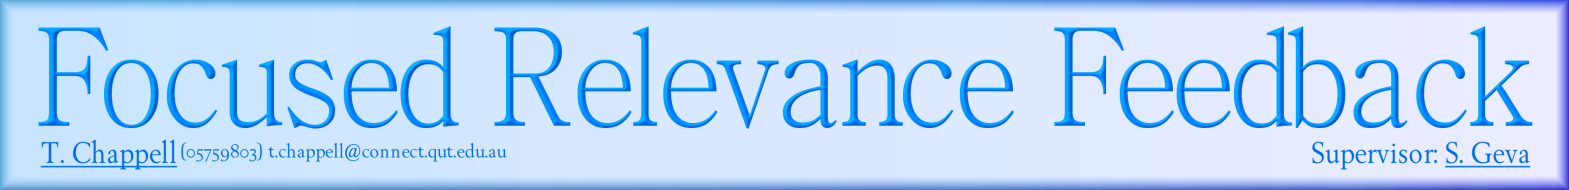 Focused Relevance Feedback
T. Chappell (05759803) t.chappell@connect.qut.edu.au
Supervisor: S. Geva